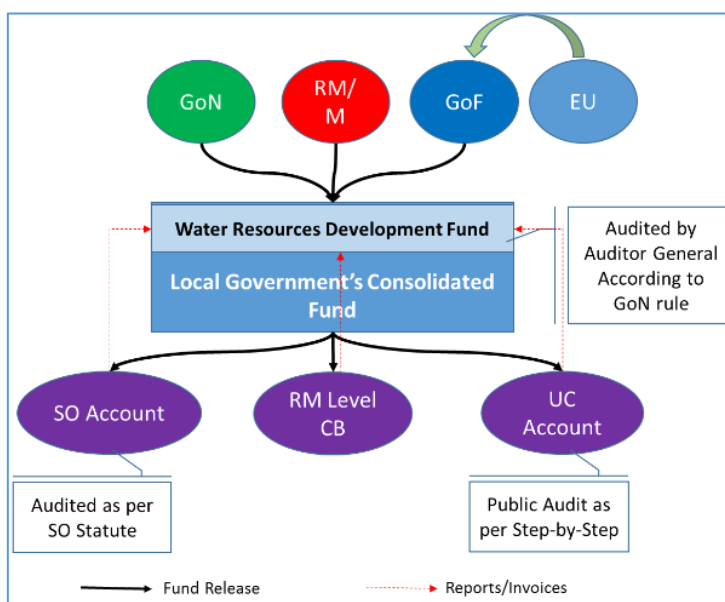 GoN
RM/
M
GoF
EU
Water Resources Development Fund
Local Government's Consolidated
Fund
Audited by
Auditor General
According to
GoN rule
SO Account
RM Level
CB
UC
Account
Audited as per
SO Statute
Public Audit as
per Step-by-Step
Fund Release
Reports/Invoices